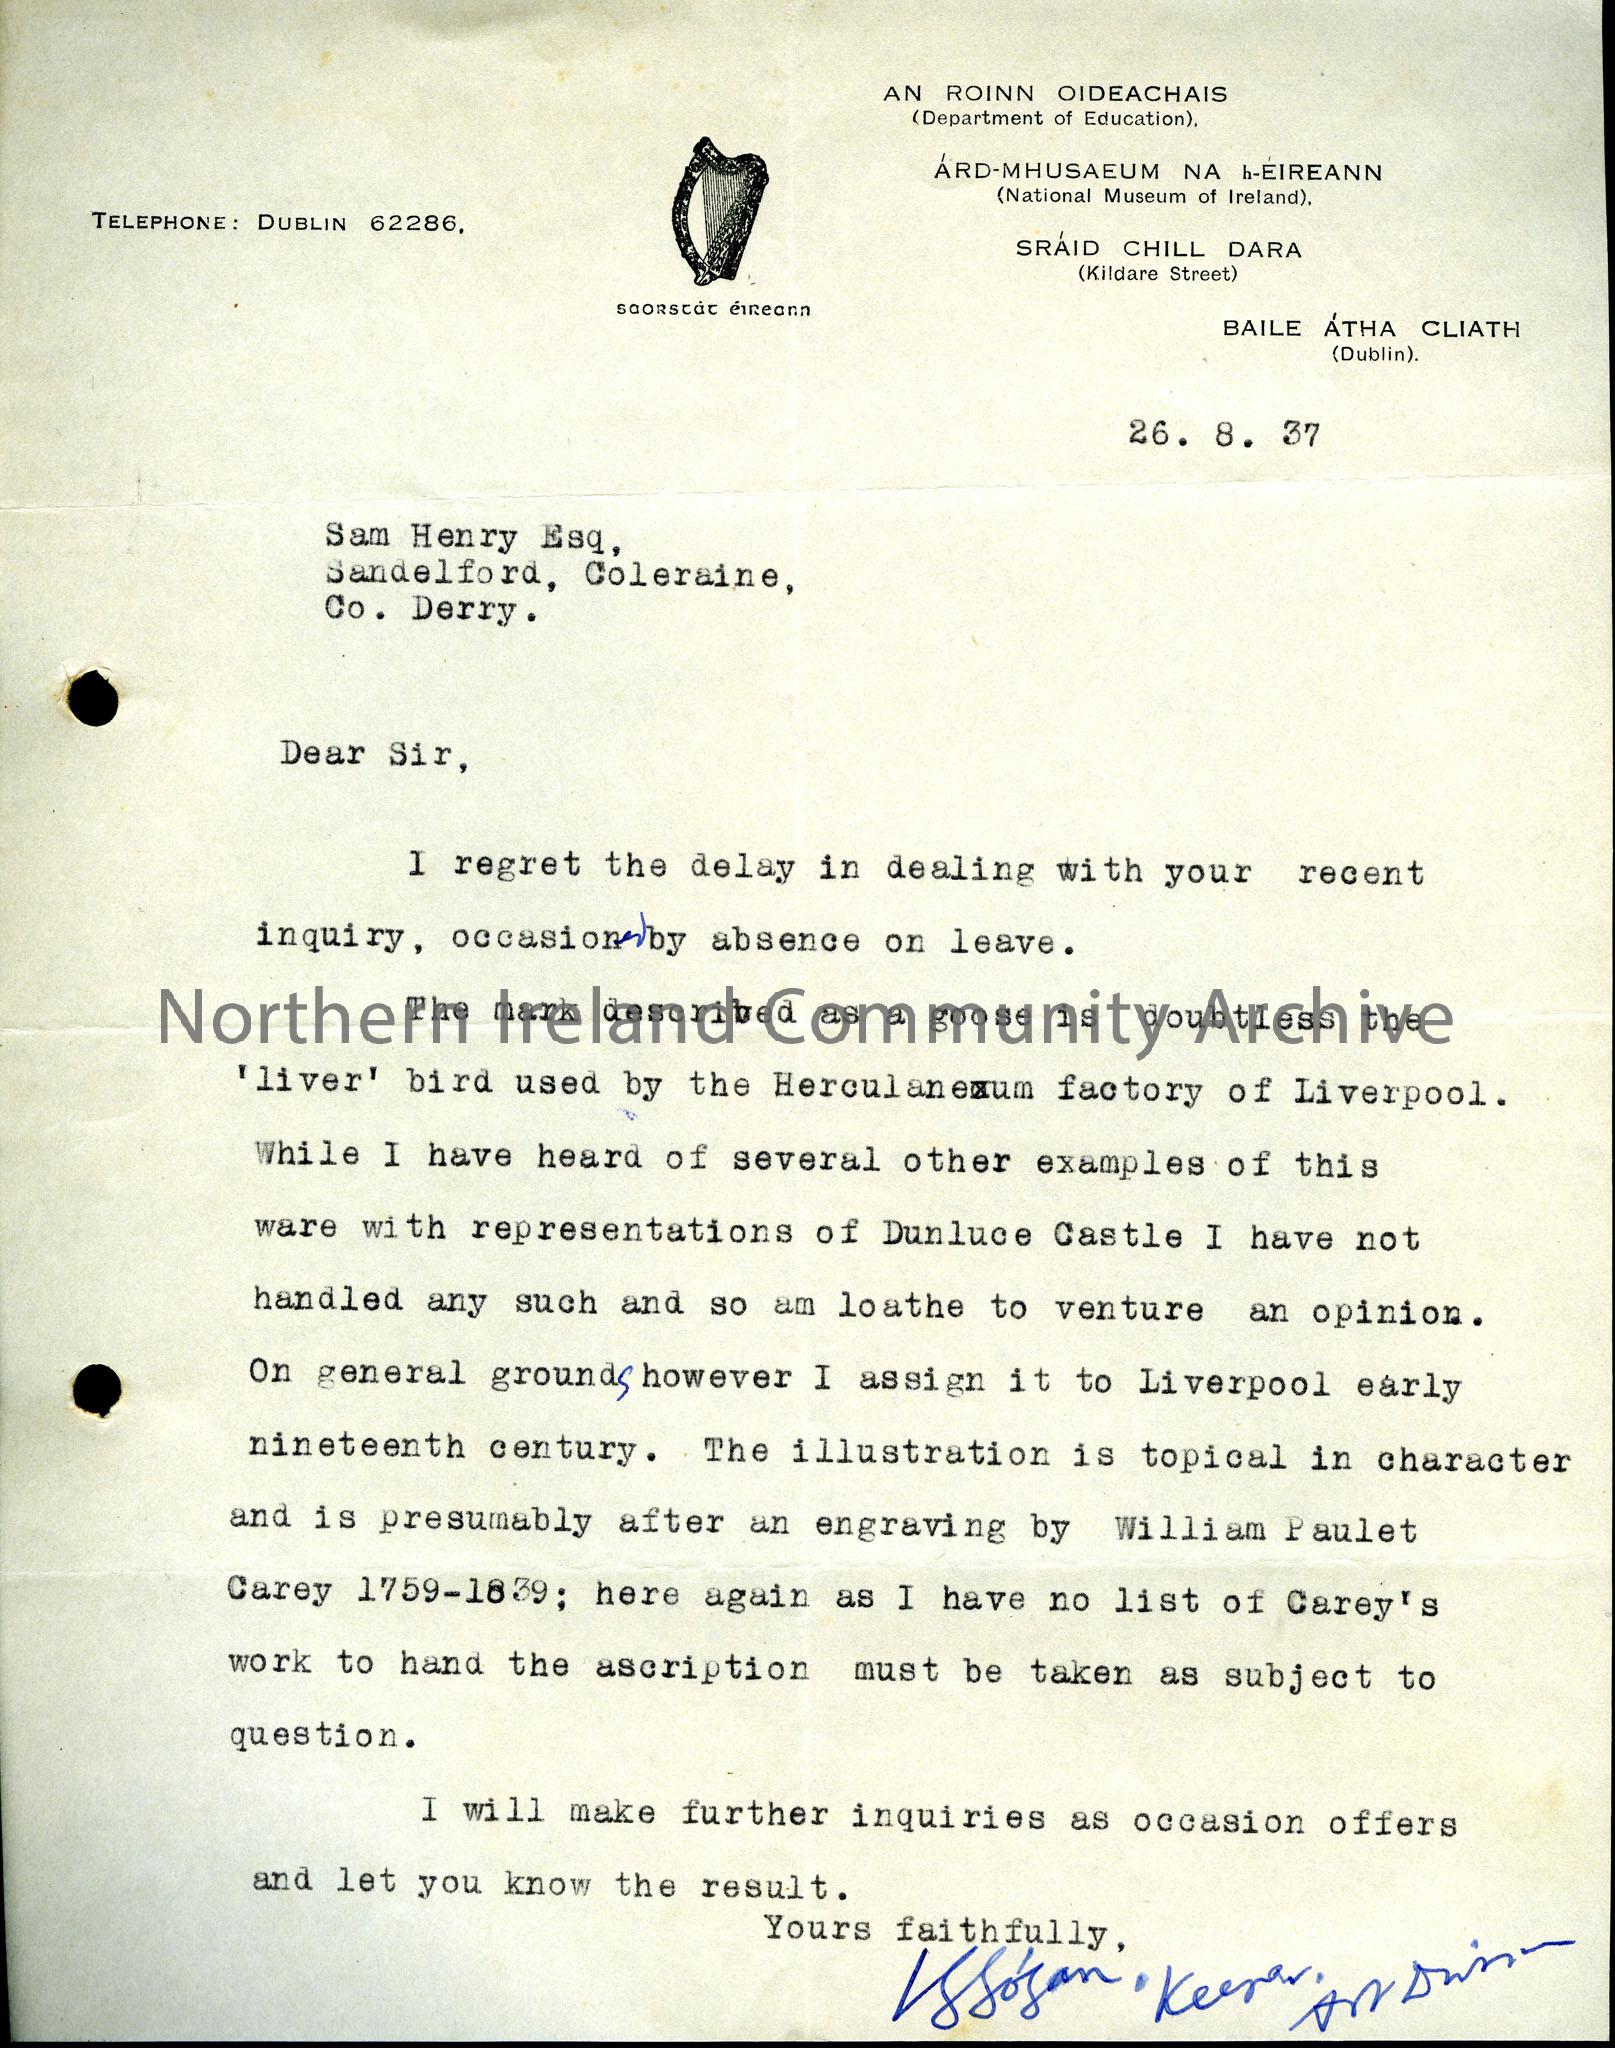 AN ROINN OIDEACHAIS
(Department of Education),
ÁRD-MHUSAEUM NA h-ÉIREANN
(National Museum of Ireland),
SRÁID CHILL DARA
(Kildare Street)
BAILE ÁTHA CLIATH
(Dublin).
TELEPHONE: DUBLIN 62286.
saorstát éireann
26. 8. 37
Sam Henry Esq,
Sandelford, Coleraine,
Co. Derry.
Dear Sir,
I regret the delay in dealing with your recent
inquiry, occasioned by absence on leave.
The mark described as a goose is doubtless the
Northern Ireland Community Archive
'liver' bird used by the Herculanexum factory of Liverpool.
While I have heard of several other examples of this
ware with representations of Dunluce Castle I have not
handled any such and so am loathe to venture an opinion.
On general grounds however I assign it to Liverpool early
nineteenth century. The illustration is topical in character
and is presumably after an engraving by William Paulet
Carey 1759-1839; here again as I have no list of Carey's
work to hand the ascription must be taken as subject to
question.
I will make further inquiries as occasion offers
and let you know the result.
Yours faithfully,
Keeper. Art Division